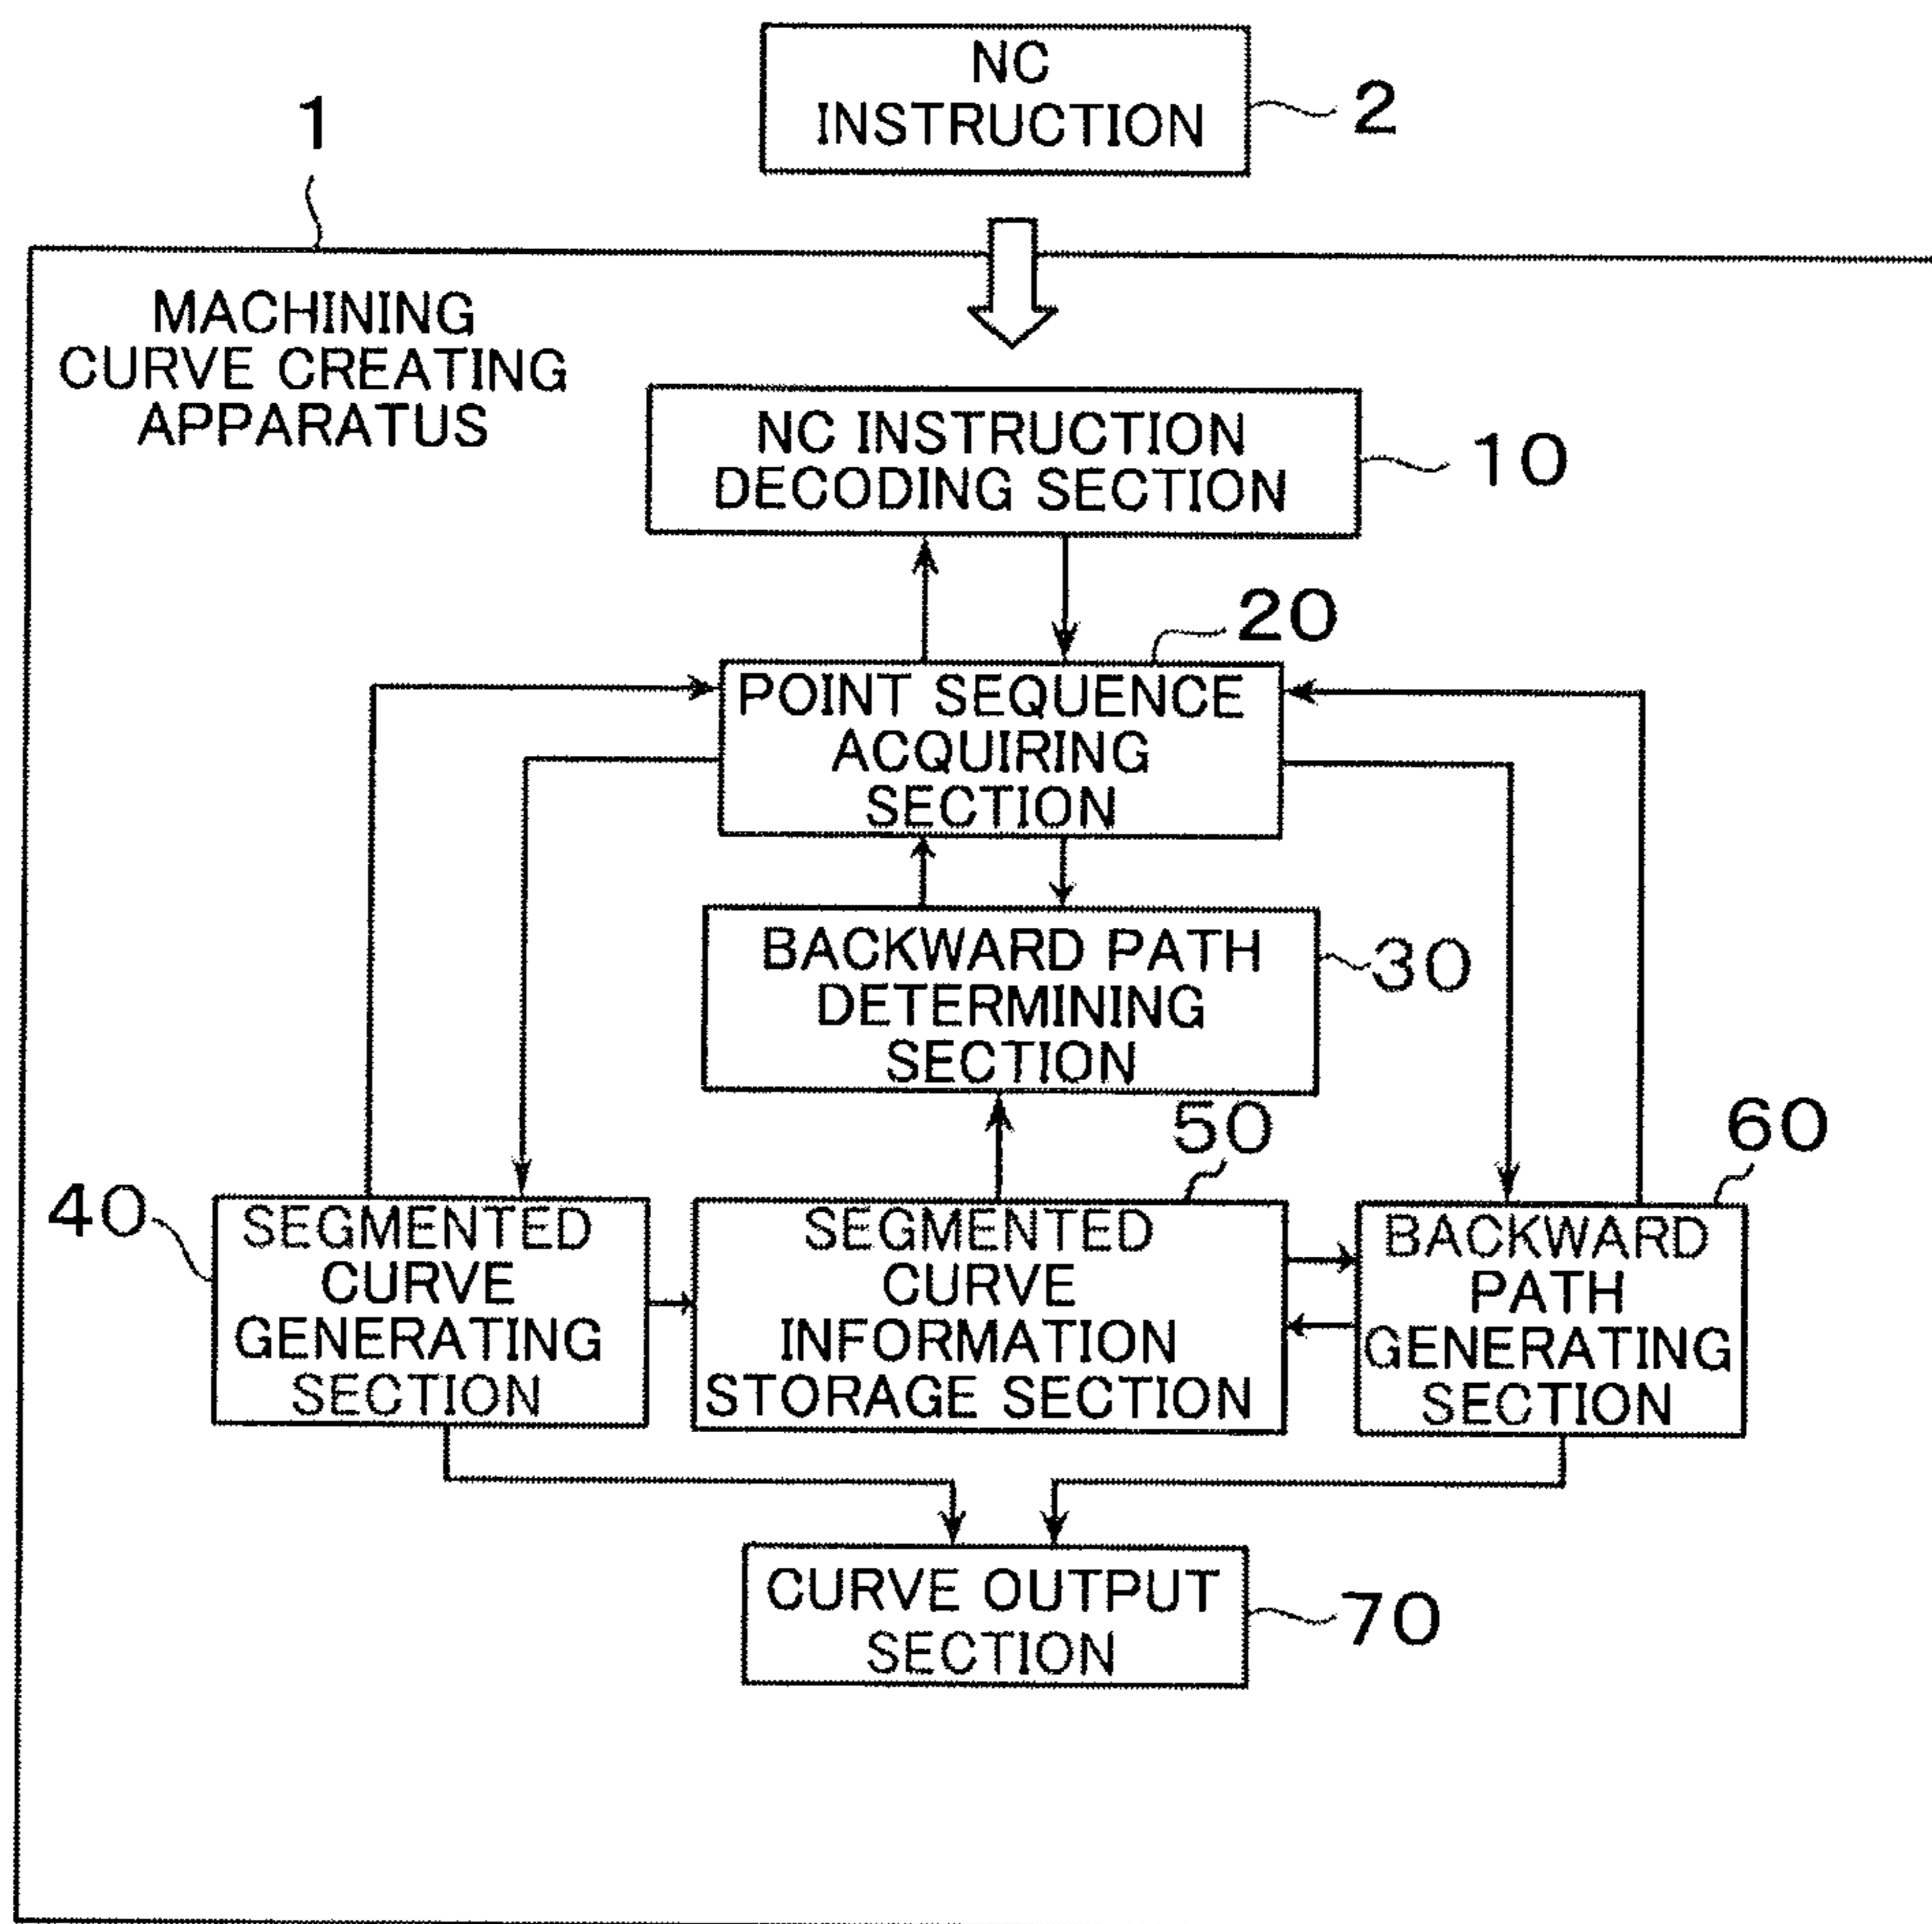 NC
INSTRUCTION
2
1
MACHINING
CURVE CREATING
APPARATUS
NC INSTRUCTION
DECODING SECTION
10
20
POINT SEQUENCE
ACQUIRING
SECTION
BACKWARD PATH
DETERMINING
SECTION
30
40
SEGMENTED
CURVE
GENERATING
SECTION
50
SEGMENTED
CURVE
INFORMATION
STORAGE SECTION
60
BACKWARD
PATH
GENERATING
SECTION
CURVE OUTPUT
SECTION
70